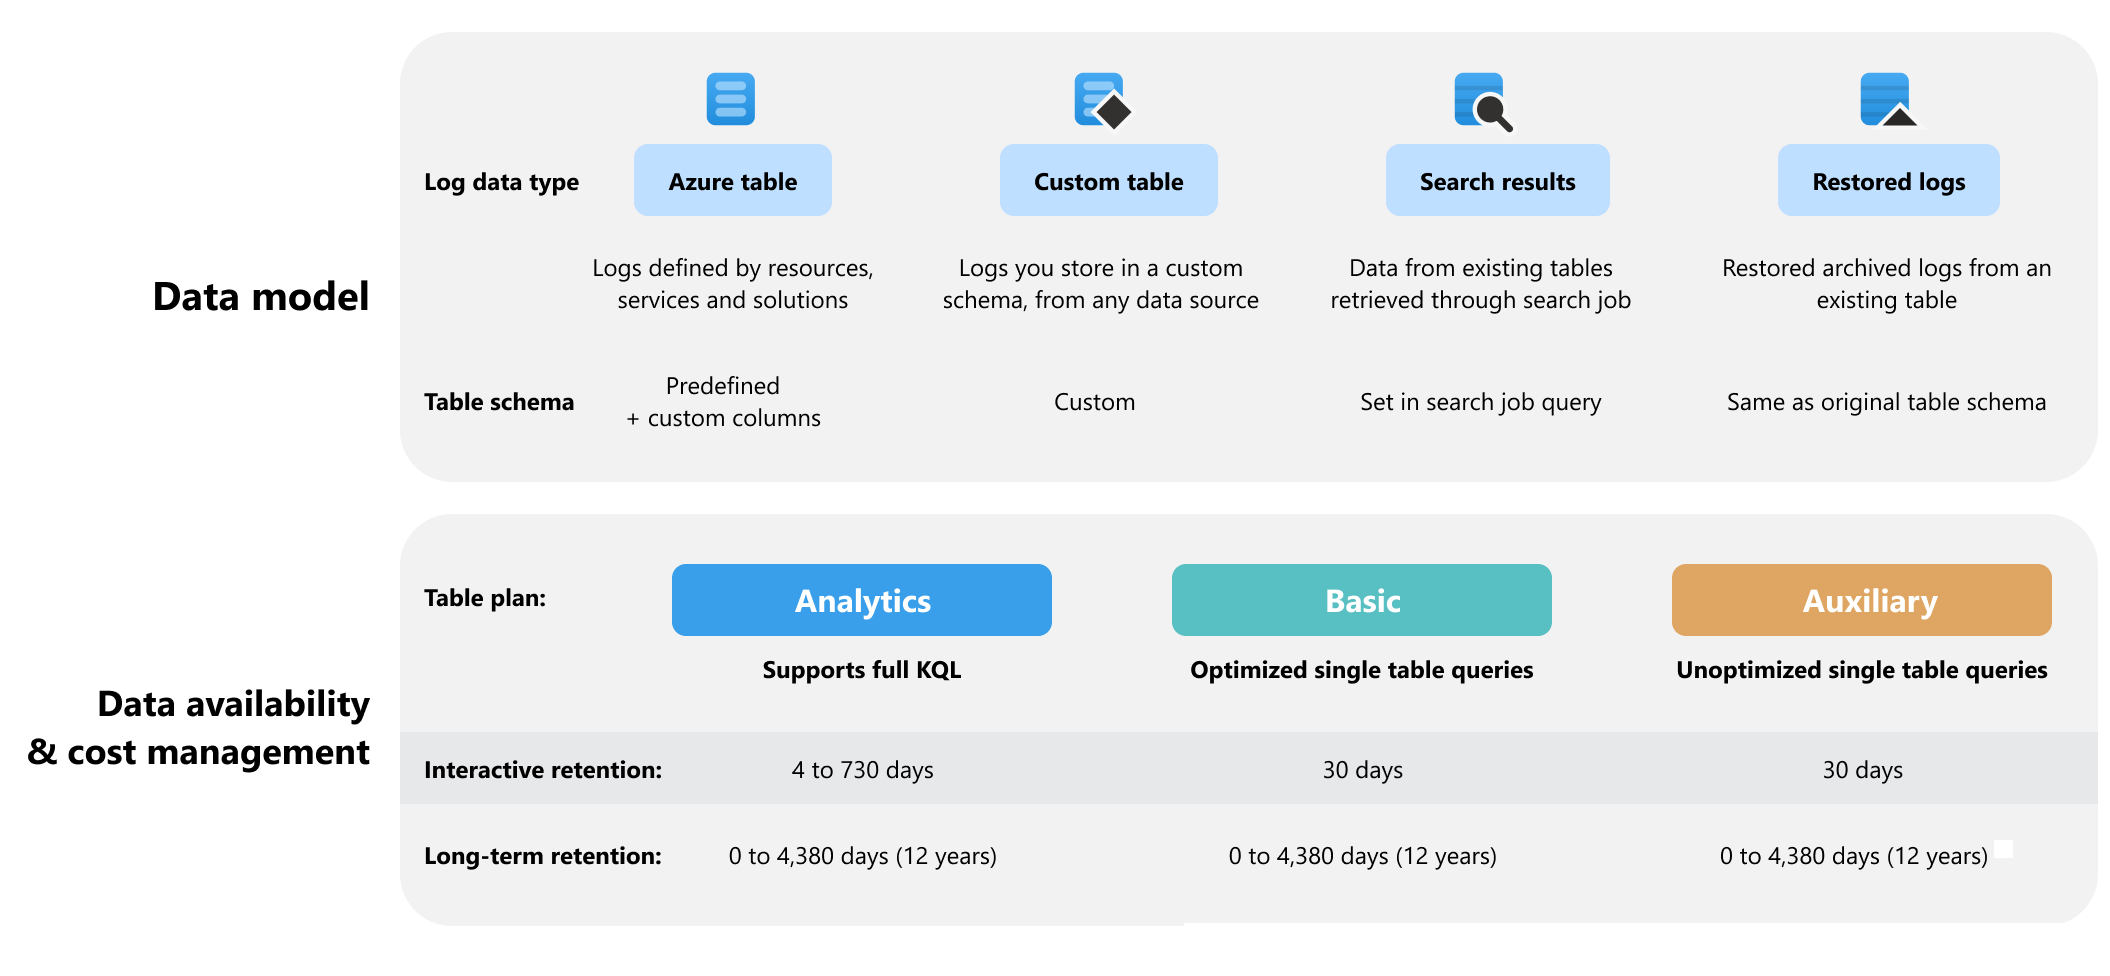 Data model
Log data type
Azure table
Custom table
Search results
Restored logs
Logs defined by resources,
services and solutions
Logs you store in a custom
schema, from any data source
Data from existing tables
retrieved through search job
Restored archived logs from an
existing table
Table schema
Predefined
+ custom columns
Custom
Set in search job query
Same as original table schema
Data availability
& cost management
Table plan:
Analytics
Basic
Auxiliary
Supports full KQL
Optimized single table queries
Unoptimized single table queries
Interactive retention:
4 to 730 days
30 days
30 days
Long-term retention:
0 to 4,380 days (12 years)
0 to 4,380 days (12 years)
0 to 4,380 days (12 years)